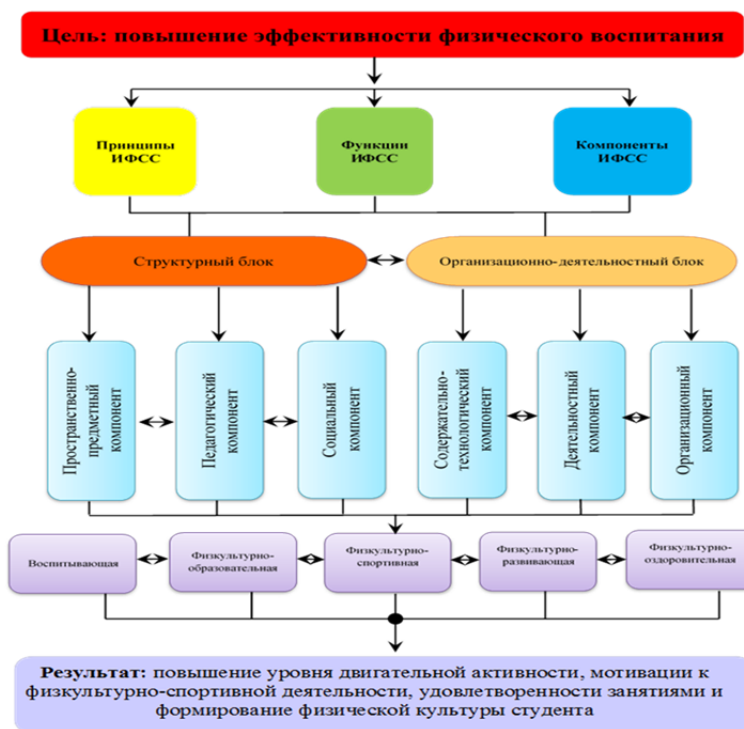 Цель: повышение эффективности физического воспитания
Принципы
ИФСС
Функции
ИФСС
Компоненты
ИФСС
Структурный блок
Организационно-деятельностный блок
Пространственно-
предметный
компонент
Педагогический
компонент
Социальный
компонент
Содержательно-
технологический
компонент
Деятельностный
компонент
Организационный
компонент
Воспитывающая
Физкультурно-
образовательная
Физкультурно-
спортивная
Физкультурно-
развивающая
Физкультурно-
оздоровительная
Результат: повышение уровня двигательной активности, мотивации к
физкультурно-спортивной деятельности, удовлетворенности занятиями и
формирование физической культуры студента